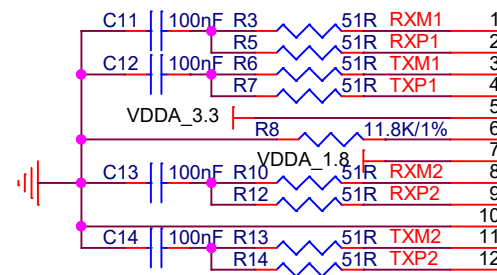 C11 100nF R3 51R RXM1 1
R5 51R RXP1 2
C12 100nF R6 51R TXM1 3
R7 51R TXP1 4
VDDA_3.3 5
R8 11.8K/1% 6
VDDA_1.8 7
C13 100nF R10 51R RXM2 8
R12 51R RXP2 9
10
C14 100nF R13 51R TXM2 11
R14 51R TXP2 12